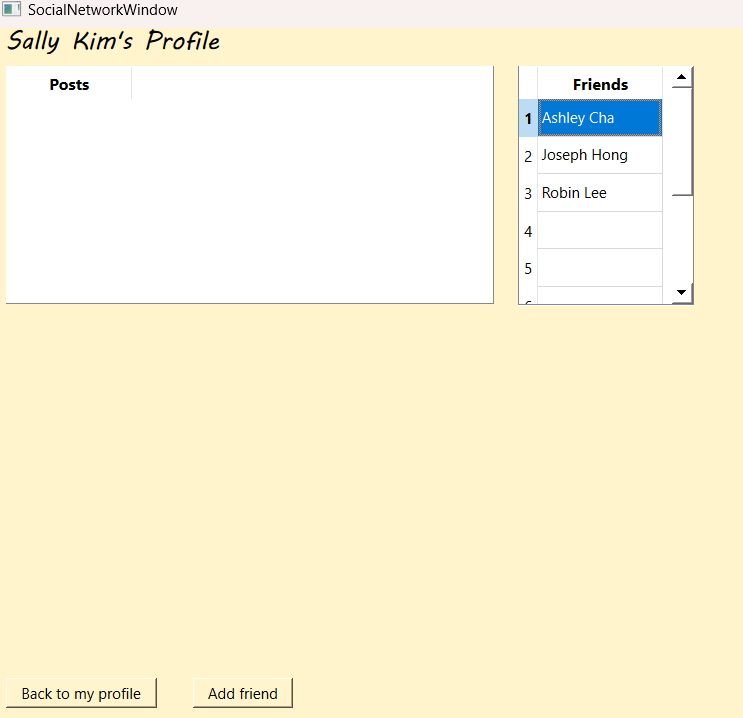 SocialNetworkWindow
Sally Kim's Profile
Posts
Friends
1 Ashley Cha
2 Joseph Hong
3 Robin Lee
4
5
Back to my profile
Add friend